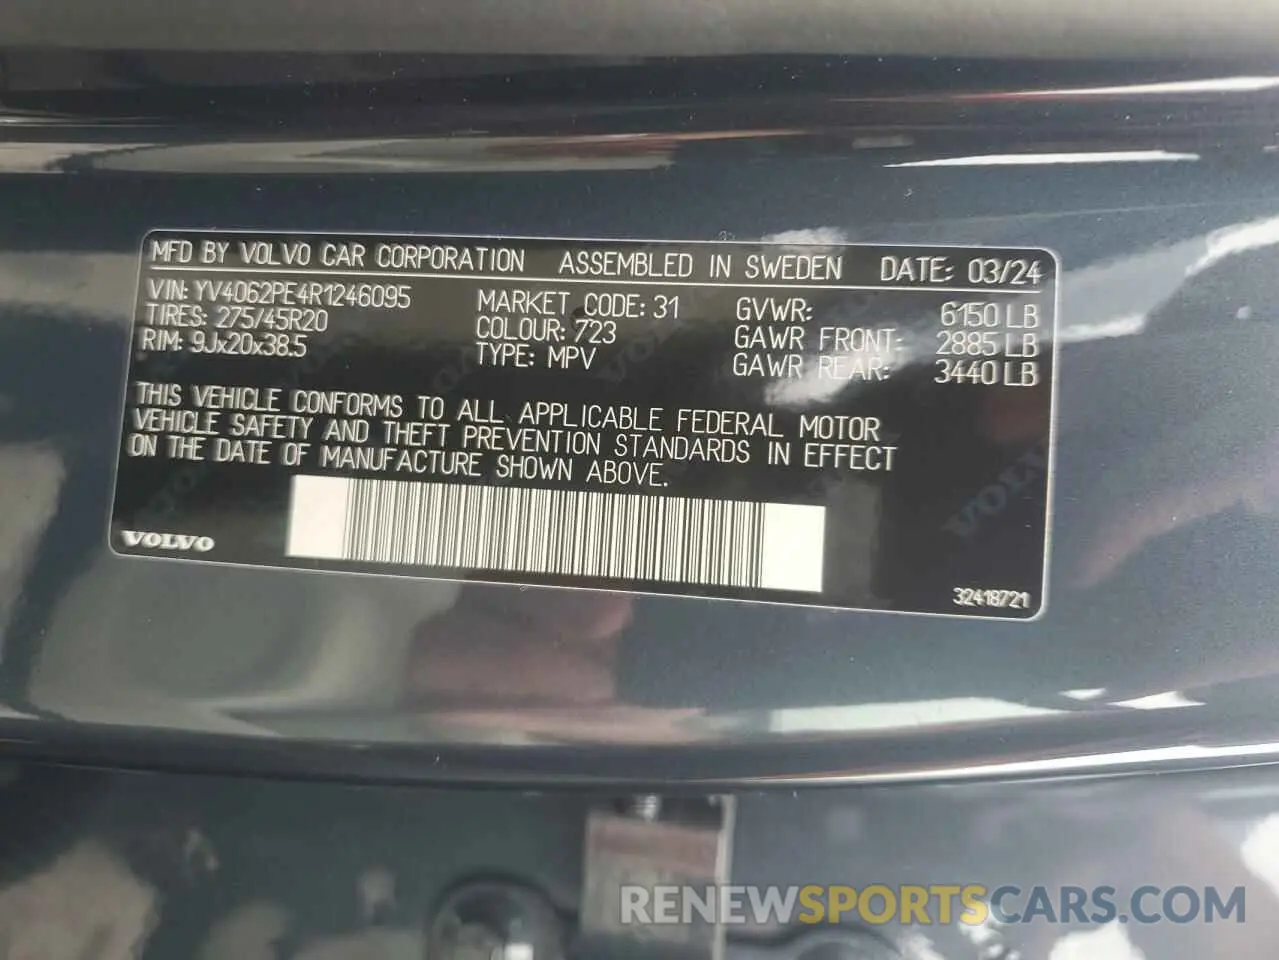 MFD BY VOLVO CAR CORPORATION ASSEMBLED IN SWEDEN DATE: 03/24
VIN: YV4062PE4R1246095 MARKET CODE: 31 GVWR: 6150 LB
TIRES: 275/45R20 COLOUR: 723 GAWR FRONT: 2885 LB
RIM: 9Jx20x38.5 TYPE: MPV GAWR REAR: 3440 LB
THIS VEHICLE CONFORMS TO ALL APPLICABLE FEDERAL MOTOR
VEHICLE SAFETY AND THEFT PREVENTION STANDARDS IN EFFECT
ON THE DATE OF MANUFACTURE SHOWN ABOVE.
VOLVO
32418721
RENEWSPORTSCARS.COM